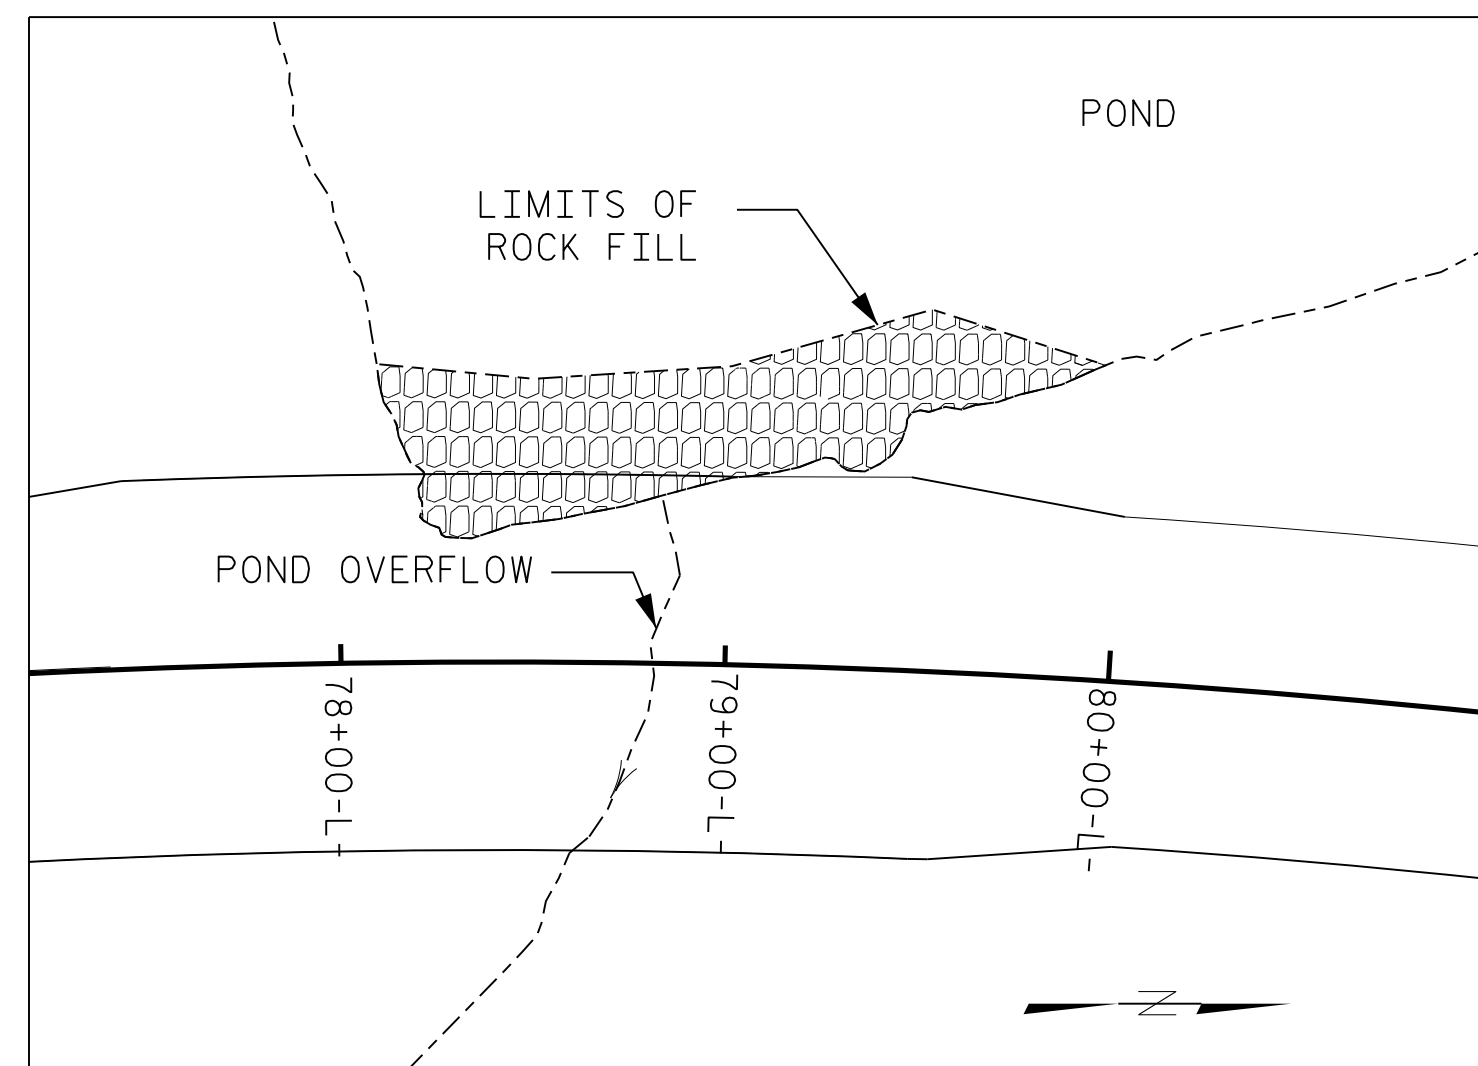 POND
LIMITS OF
ROCK FILL
POND OVERFLOW
78+00-L-
79+00-L-
80+00-L-
N